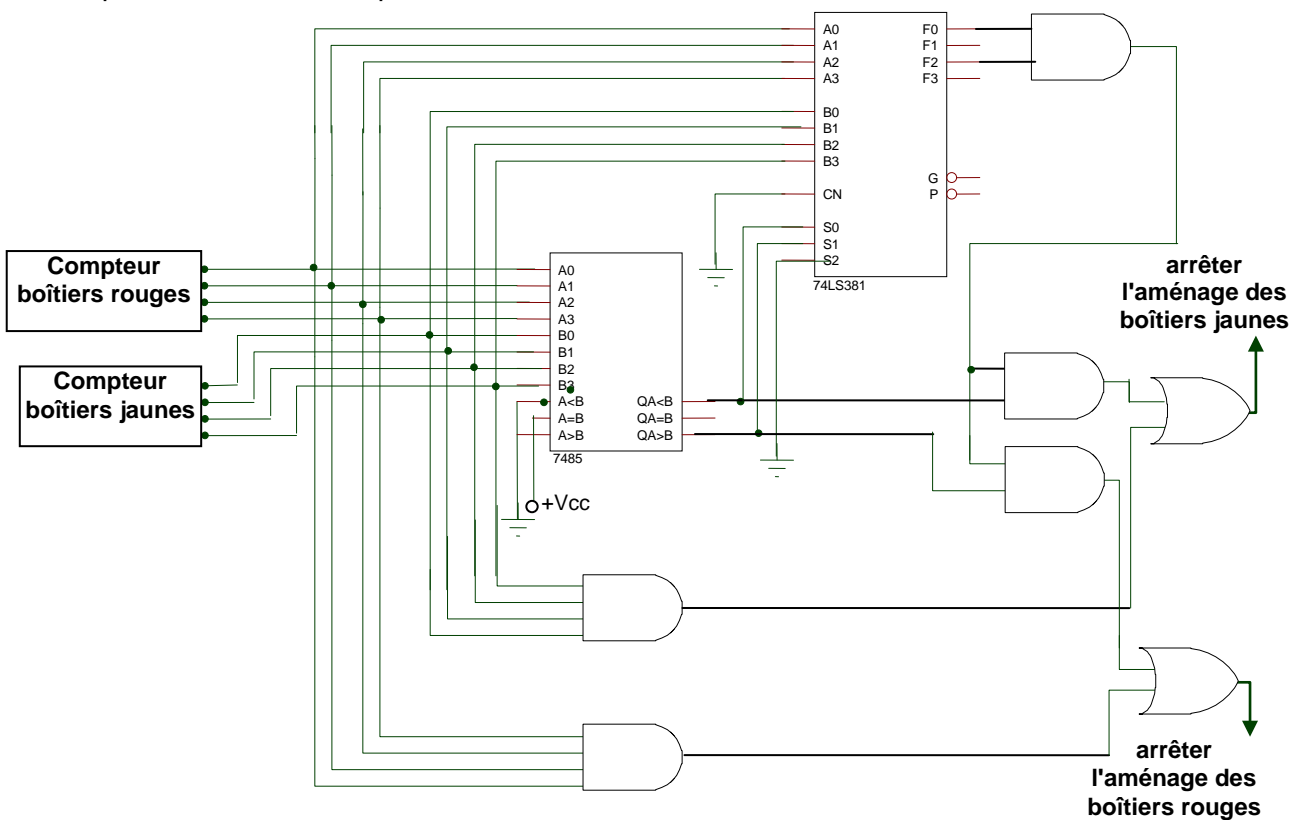 A0 F0
A1 F1
A2 F2
A3 F3
B0
B1
B2
B3
G
CN P
S0
S1
S2
74LS381
Compteur
boîtiers rouges
Compteur
boîtiers jaunes
A0
A1
A2
A3
B0
B1
B2
B3
A<B QA<B
A=B QA=B
A>B QA>B
7485
+Vcc
arrêter
l'aménage des
boîtiers jaunes
arrêter
l'aménage des
boîtiers rouges